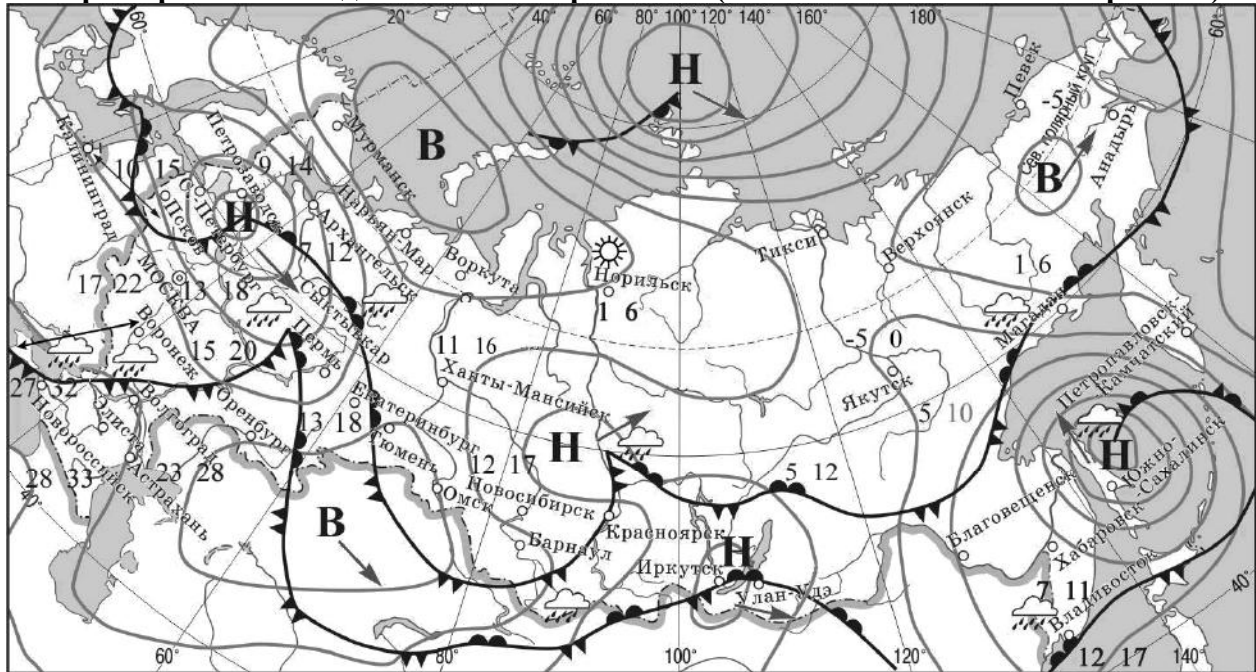 20°
80°
100°
120°
140°
160°
180
60°
60°
Н
Певек
Сев. полярный круг
-5 0
Анадырь
В
Мурманск
В
Калининград
Петрозаводск
9 14
10
15
Псков
С-Петербург
Н
Нарьян-Мар
Архангельск
7 12
Воркута
Норильск
1 6
Тикси
Верхоянск
1 6
Магадан
17 22
МОСКВА
13 18
Сыктывкар
Воронеж
15 20
Пермь
11 16
Ханты-Мансийск
-5 0
Якутск
5 10
Петропавловск-
-Камчатский
27 32
Элиста
Волгоград
Оренбург
Екатеринбург
13 18
Тюмень
Н
12 17
5 12
Н
Южно-
-Сахалинск
Новороссийск
28 33
Астрахань
23 28
В
Омск
Новосибирск
Барнаул
Красноярск
Н
Иркутск
Улан-Удэ
Благовещенск
Хабаровск
7 11
Владивосток
12 17
40°
40°
60°
80°
100°
120°
140°